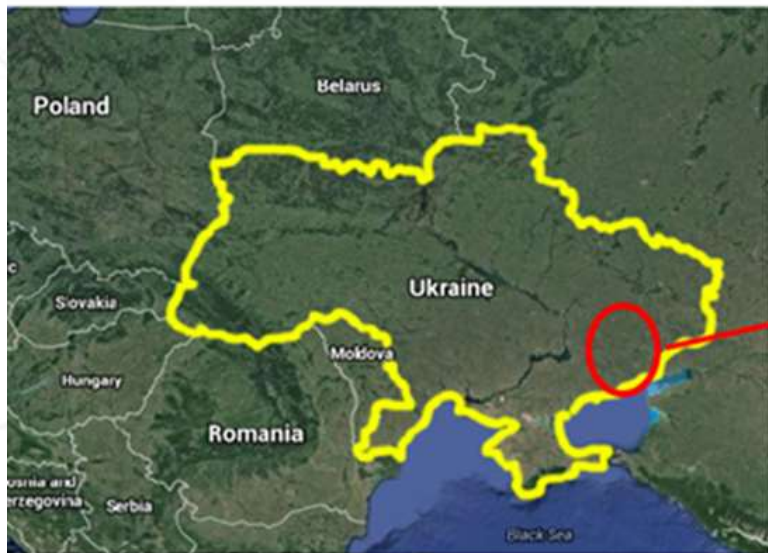 Belarus
Poland
Ukraine
Slovakia
Moldova
Hungary
Romania
Serbia
Black Sea